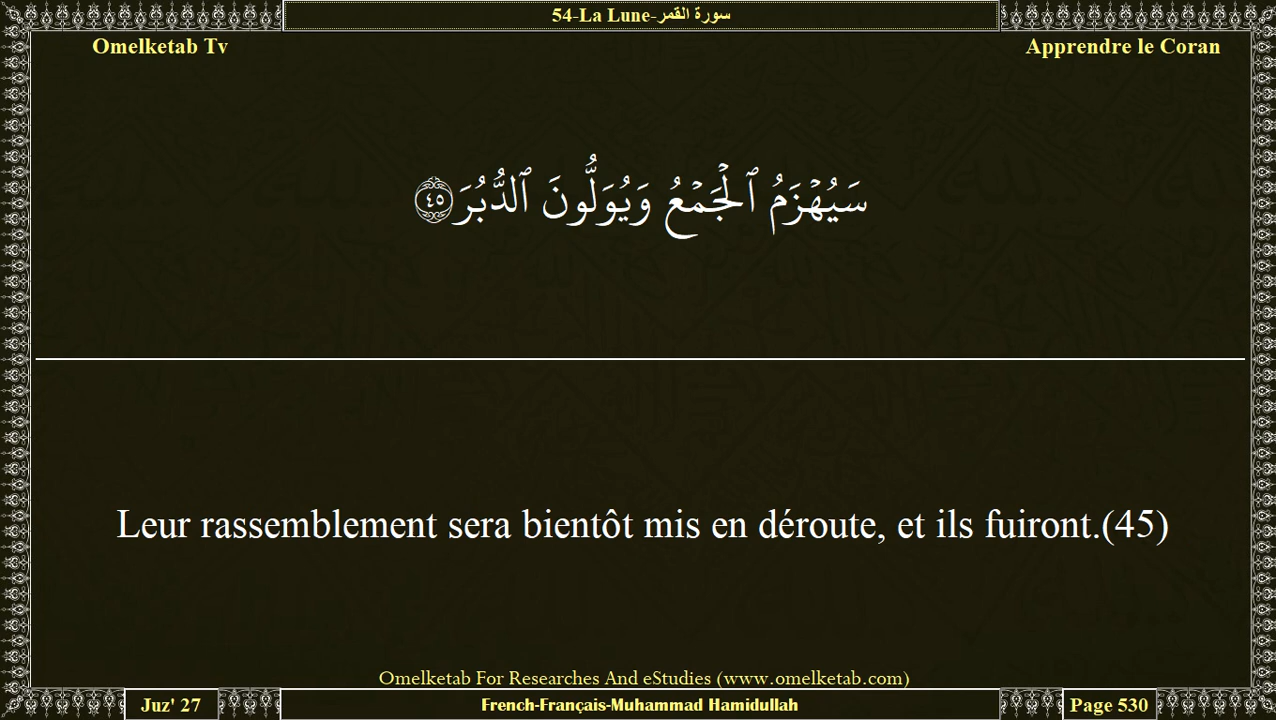 54-La Lune-سورة القمر
Omelketab Tv
Apprendre le Coran
سَيُهۡزَمُ ٱلۡجَمۡعُ وَيُوَلُّونَ ٱلدُّبُرَ ٤٥
Leur rassemblement sera bientôt mis en déroute, et ils fuiront.(45)
Omelketab For Researches And eStudies (www.omelketab.com)
Juz' 27
French-Français-Muhammad Hamidullah
Page 530